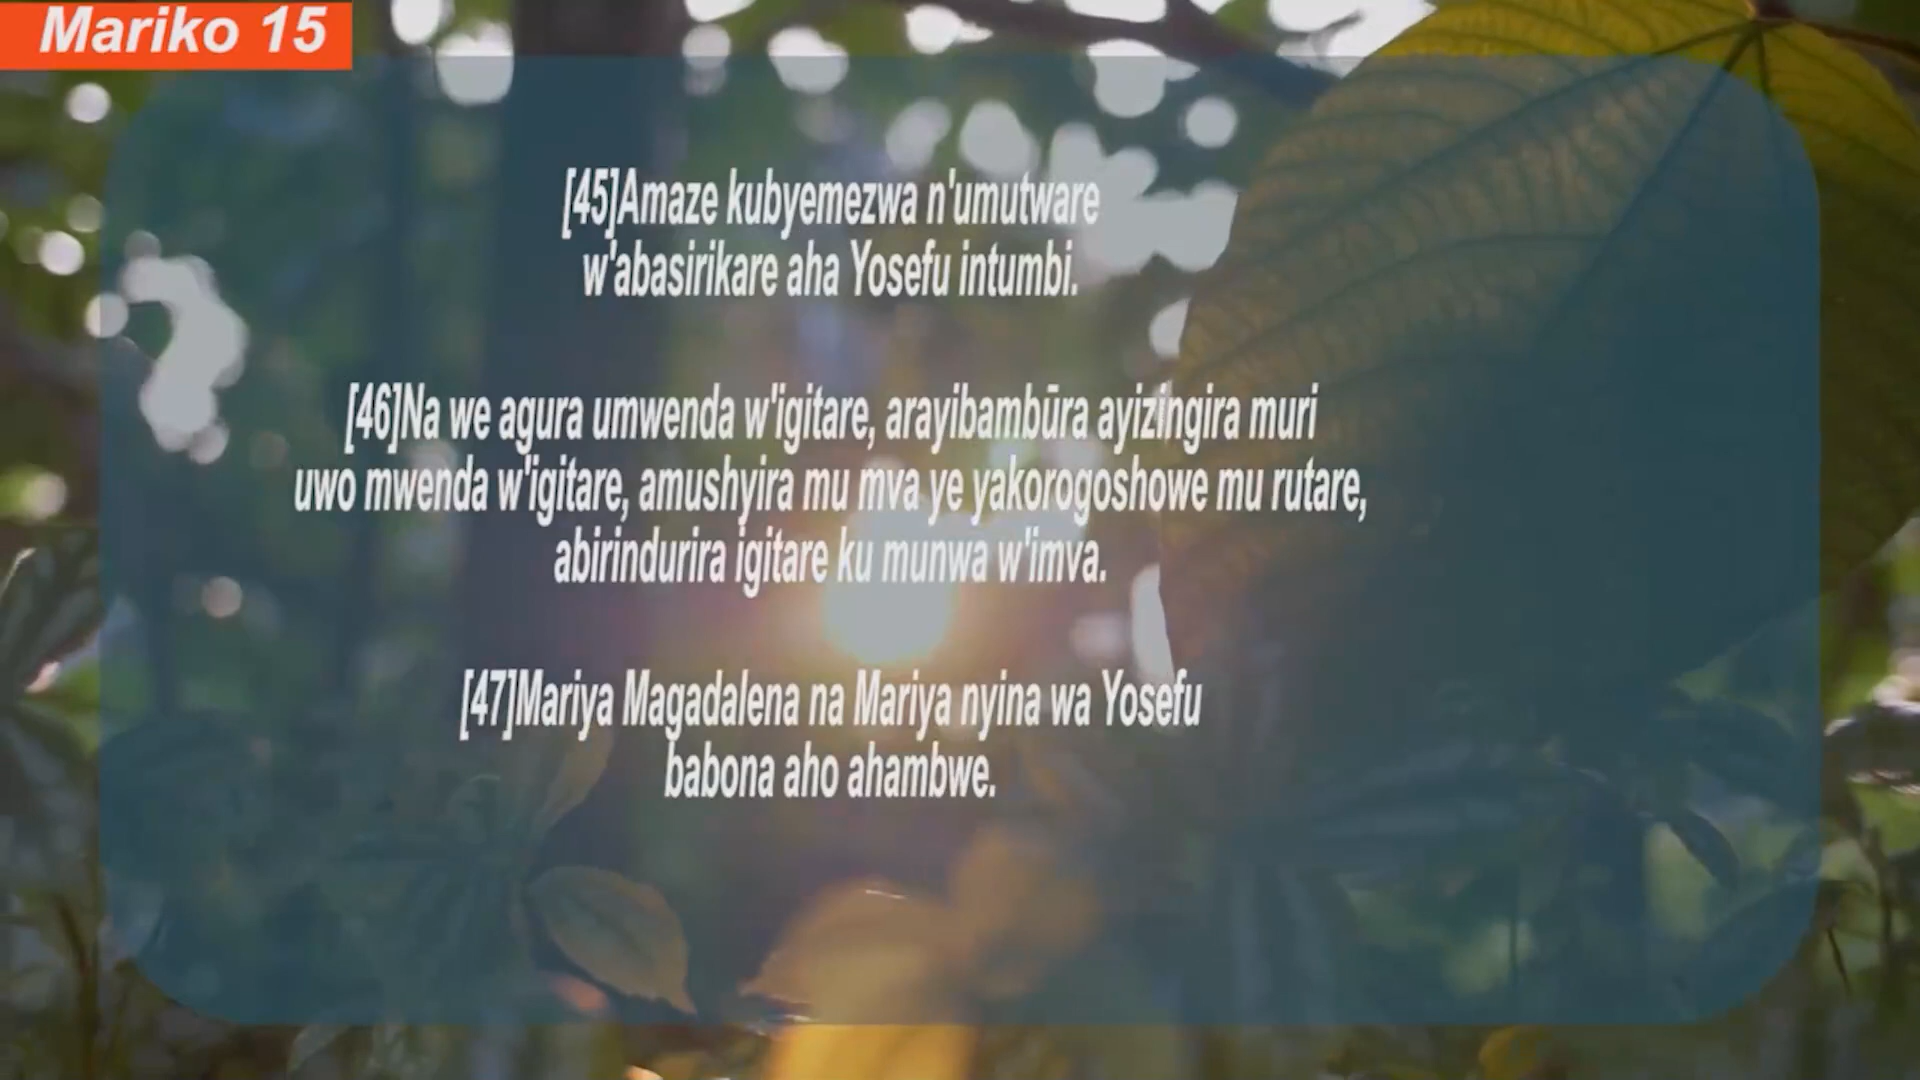 Mariko 15
[45]Amaze kubyemezwa n'umutware
w'abasirikare aha Yosefu intumbi.
[46]Na we agura umwenda w'igitare, arayibambūra ayizingira muri
uwo mwenda w'igitare, amushyira mu mva ye yakorogoshowe mu rutare,
abirindurira igitare ku munwa w'imva.
[47]Mariya Magadalena na Mariya nyina wa Yosefu
babona aho ahambwe.